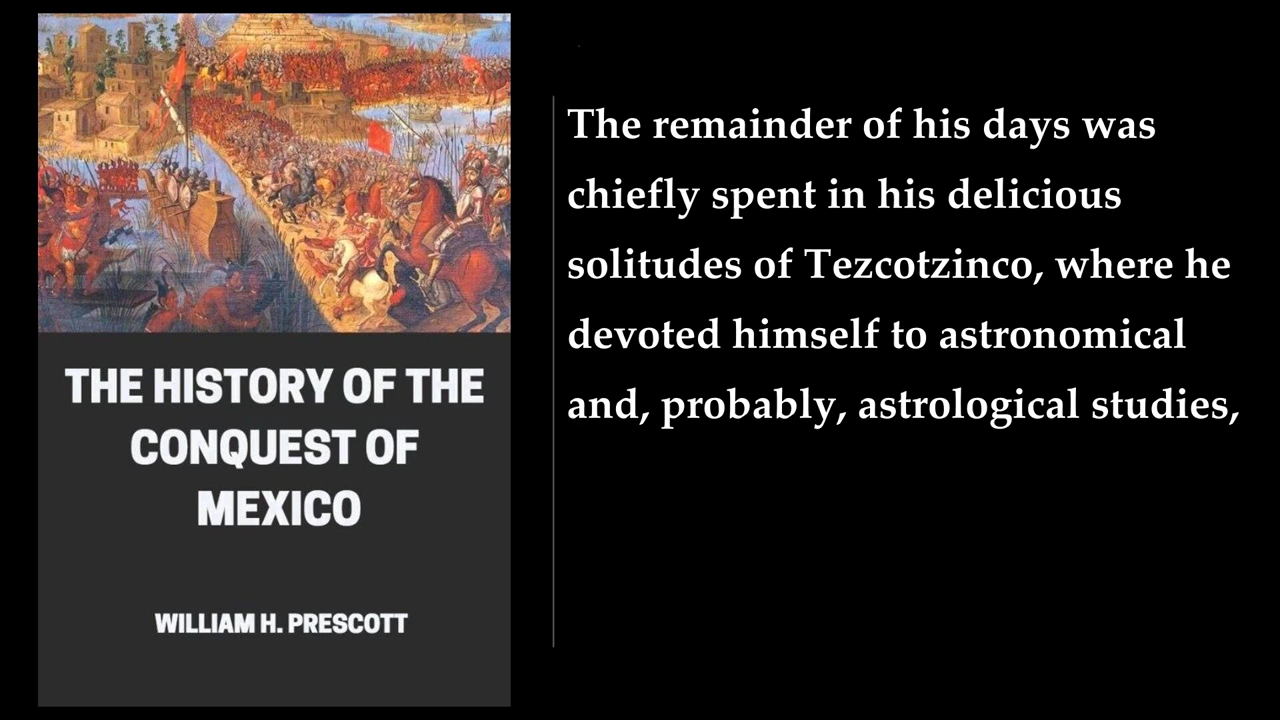 THE HISTORY OF THE
CONQUEST OF
MEXICO
WILLIAM H. PRESCOTT
The remainder of his days was
chiefly spent in his delicious
solitudes of Tezcotzinco, where he
devoted himself to astronomical
and, probably, astrological studies,